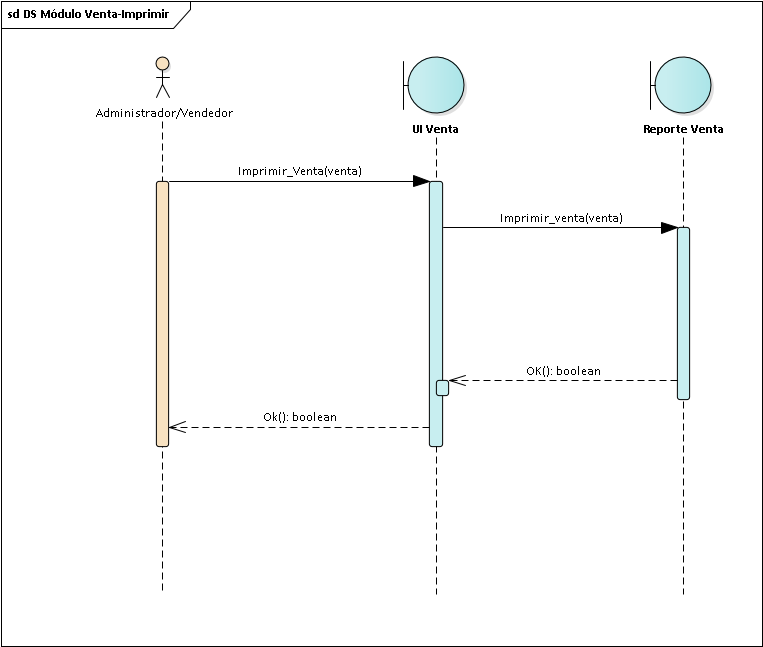 sd DS Módulo Venta-Imprimir
Administrador/Vendedor
UI Venta
Reporte Venta
Imprimir_Venta(venta)
Imprimir_venta(venta)
OK(): boolean
Ok(): boolean